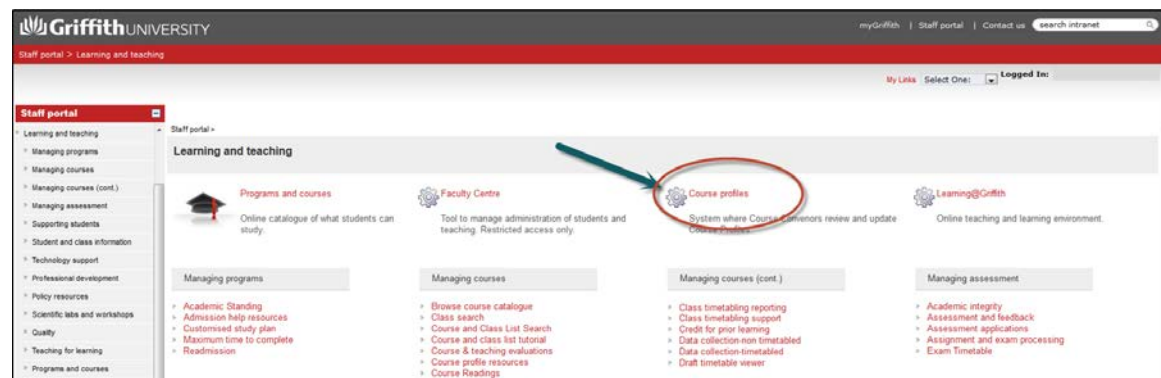 Griffith UNIVERSITY
myGriffith | Staff portal | Contact us search intranet
Staff portal > Learning and teaching
My Links Select One: Logged In:
Staff portal
Learning and teaching
Managing programs
Managing courses
Managing courses (cont.)
Managing assessment
Supporting students
Student and class information
Technology support
Professional development
Policy resources
Scientific labs and workshops
Quality
Teaching for learning
Programs and courses
Staff portal >
Learning and teaching
Programs and courses
Online catalogue of what students can
study.
Faculty Centre
Tool to manage administration of students and
teaching. Restricted access only.
Course profiles
System where Course Convenors review and update
Course Profiles.
Learning@Griffith
Online teaching and learning environment.
Managing programs
Academic Standing
Admission help resources
Customised study plan
Maximum time to complete
Readmission
Managing courses
Browse course catalogue
Class search
Course and Class List Search
Course and class list tutorial
Course & teaching evaluations
Course profile resources
Course Readings
Managing courses (cont.)
Class timetabling reporting
Class timetabling support
Credit for prior learning
Data collection-non timetabled
Data collection-timetabled
Draft timetable viewer
Managing assessment
Academic integrity
Assessment and feedback
Assessment applications
Assignment and exam processing
Exam Timetable